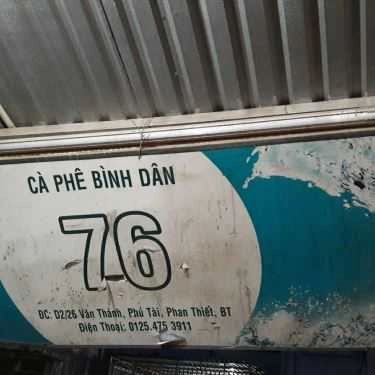 CÀ PHÊ BÌNH DÂN
76
ĐC: D2/26 Văn Thánh, Phú Tài, Phan Thiết, BT
Điện Thoại: 0125.475 3911